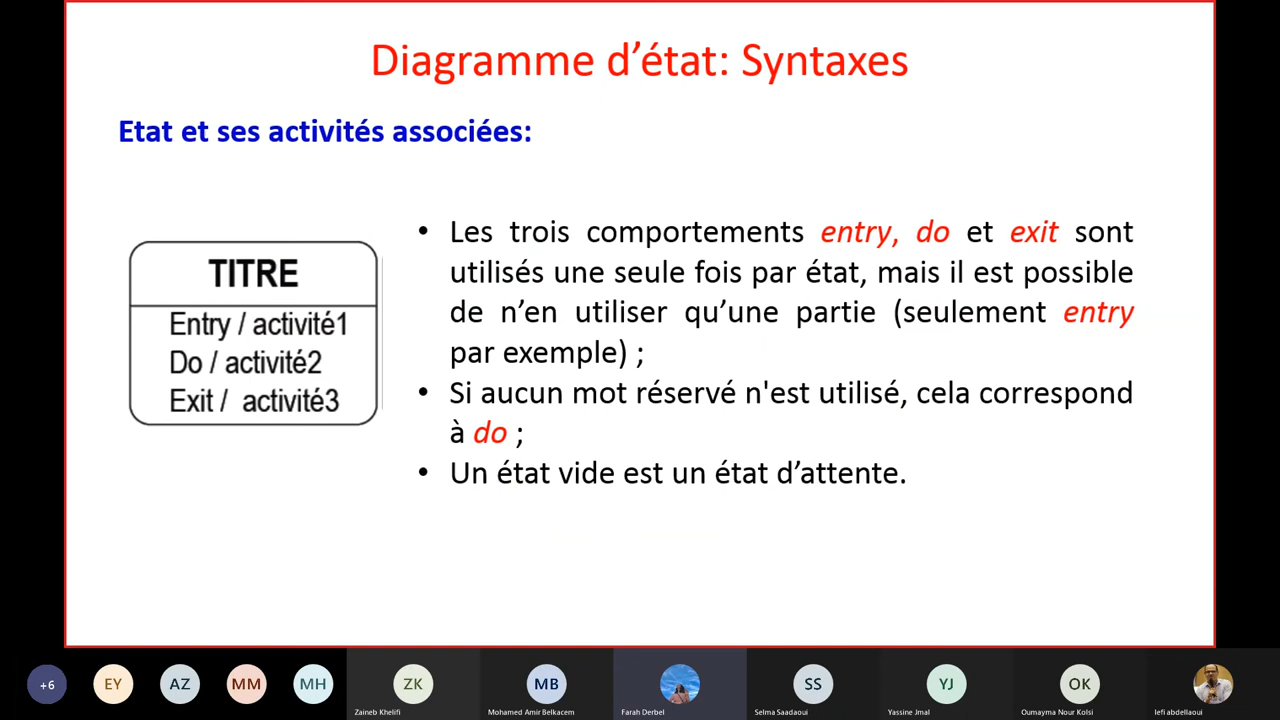 Diagramme d’état: Syntaxes
Etat et ses activités associées:
TITRE
Entry / activité1
Do / activité2
Exit / activité3
• Les trois comportements entry, do et exit sont
utilisés une seule fois par état, mais il est possible
de n’en utiliser qu’une partie (seulement entry
par exemple) ;
• Si aucun mot réservé n'est utilisé, cela correspond
à do ;
• Un état vide est un état d’attente.
+6
EY
AZ
MM
MH
ZK
MB
SS
YJ
OK
Zaineb Khelifi
Mohamed Amir Belkacem
Farah Derbel
Selma Saadaoui
Yassine Jmal
Oumayma Nour Kolsi
lefi abdellaoui